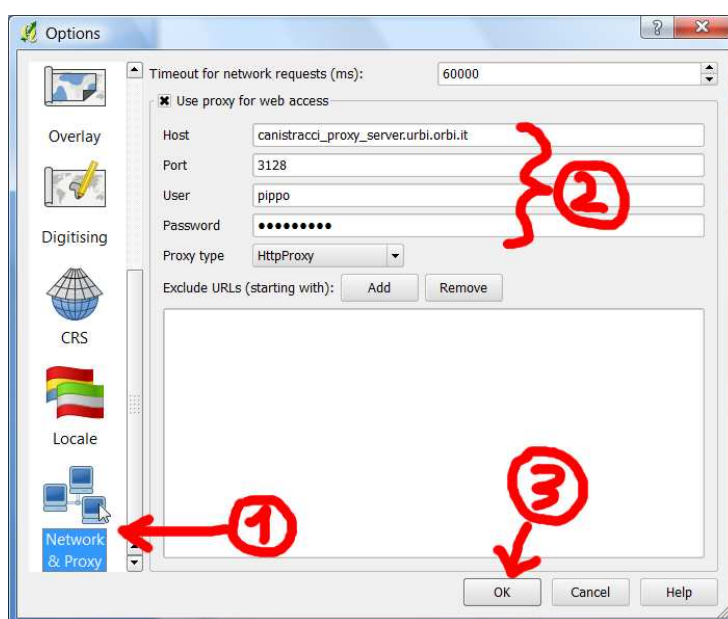 Options
Overlay
Digitising
CRS
Locale
Network
& Proxy
Timeout for network requests (ms): 60000
Use proxy for web access
Host canistracci_proxy_server.urbi.orbi.it
Port 3128
User pippo
Password •••••••••
Proxy type HttpProxy
Exclude URLs (starting with): Add Remove
1
2
3
OK Cancel Help